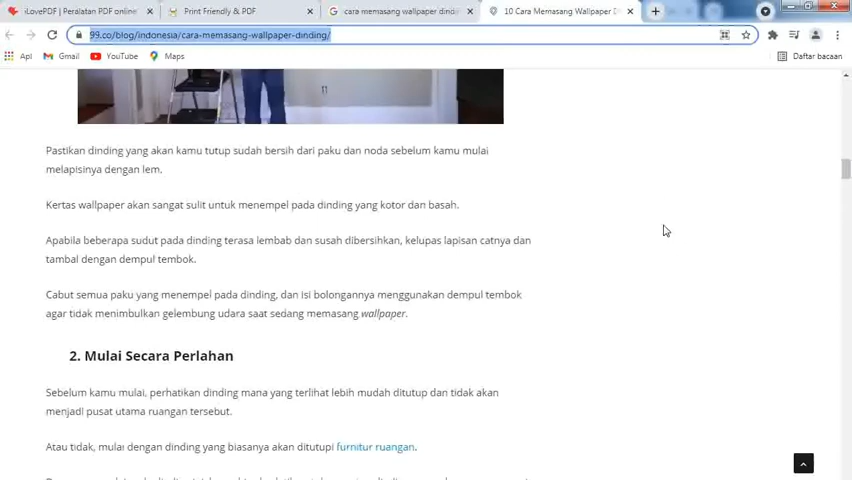 iLovePDF | Peralatan PDF online
Print Friendly & PDF
cara memasang wallpaper dinding
10 Cara Memasang Wallpaper D
99.co/blog/indonesia/cara-memasang-wallpaper-dinding/
Apl
Gmail
YouTube
Maps
Daftar bacaan
Pastikan dinding yang akan kamu tutup sudah bersih dari paku dan noda sebelum kamu mulai
melapisinya dengan lem.
Kertas wallpaper akan sangat sulit untuk menempel pada dinding yang kotor dan basah.
Apabila beberapa sudut pada dinding terasa lembab dan susah dibersihkan, kelupas lapisan catnya dan
tambal dengan dempul tembok.
Cabut semua paku yang menempel pada dinding, dan isi bolongannya menggunakan dempul tembok
agar tidak menimbulkan gelembung udara saat sedang memasang wallpaper.
2. Mulai Secara Perlahan
Sebelum kamu mulai, perhatikan dinding mana yang terlihat lebih mudah ditutup dan tidak akan
menjadi pusat utama ruangan tersebut.
Atau tidak, mulai dengan dinding yang biasanya akan ditutupi furnitur ruangan.